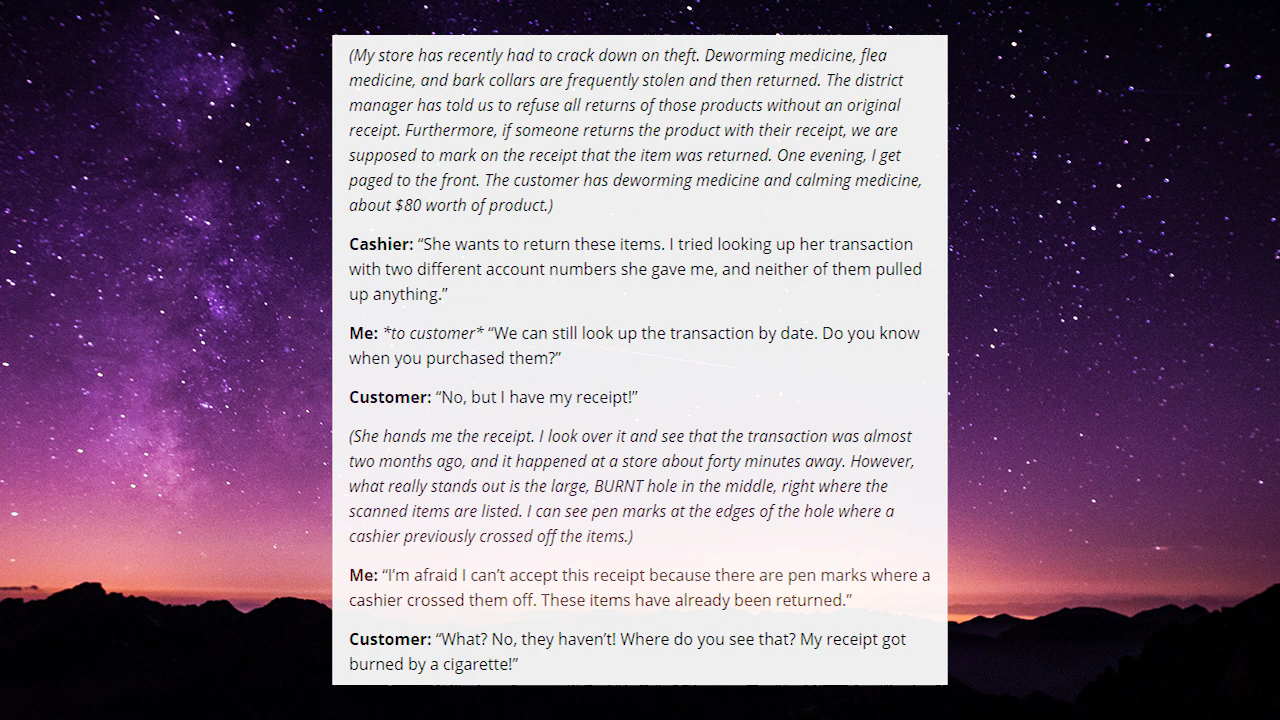 (My store has recently had to crack down on theft. Deworming medicine, flea
medicine, and bark collars are frequently stolen and then returned. The district
manager has told us to refuse all returns of those products without an original
receipt. Furthermore, if someone returns the product with their receipt, we are
supposed to mark on the receipt that the item was returned. One evening, I get
paged to the front. The customer has deworming medicine and calming medicine,
about $80 worth of product.)
Cashier: “She wants to return these items. I tried looking up her transaction
with two different account numbers she gave me, and neither of them pulled
up anything.”
Me: *to customer* “We can still look up the transaction by date. Do you know
when you purchased them?”
Customer: “No, but I have my receipt!”
(She hands me the receipt. I look over it and see that the transaction was almost
two months ago, and it happened at a store about forty minutes away. However,
what really stands out is the large, BURNT hole in the middle, right where the
scanned items are listed. I can see pen marks at the edges of the hole where a
cashier previously crossed off the items.)
Me: “I’m afraid I can’t accept this receipt because there are pen marks where a
cashier crossed them off. These items have already been returned.”
Customer: “What? No, they haven’t! Where do you see that? My receipt got
burned by a cigarette!”